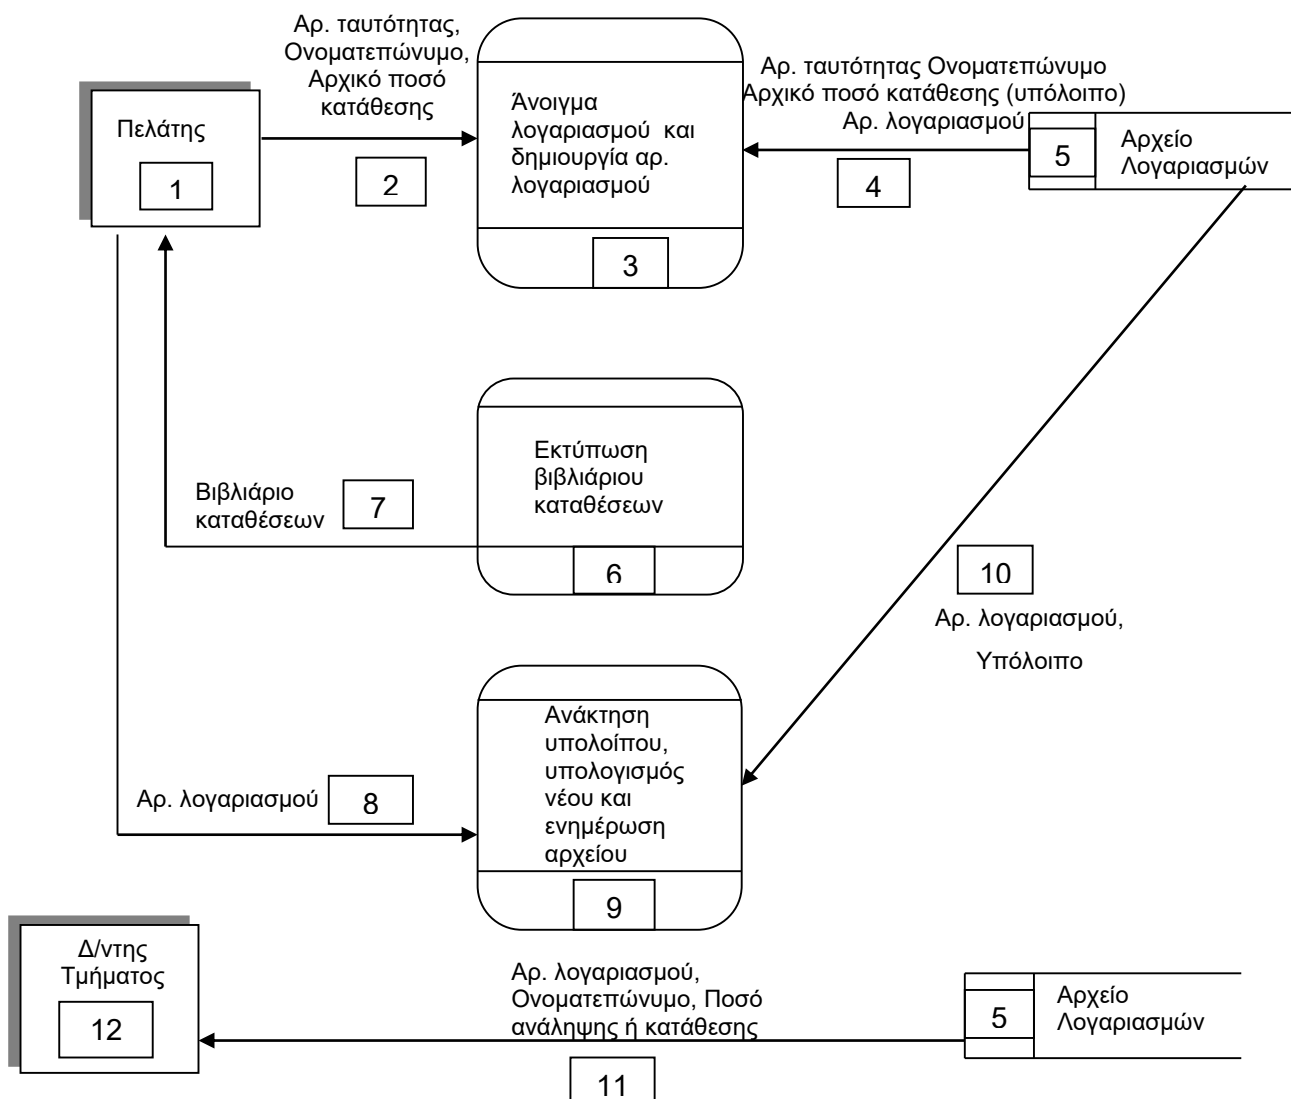 Αρ. ταυτότητας,
Ονοματεπώνυμο,
Αρχικό ποσό
κατάθεσης
Πελάτης
1
2
Άνοιγμα
λογαριασμού και
δημιουργία αρ.
λογαριασμού
3
Αρ. ταυτότητας Ονοματεπώνυμο
Αρχικό ποσό κατάθεσης (υπόλοιπο)
Αρ. λογαριασμού
4
5
Αρχείο
Λογαριασμών
Εκτύπωση
βιβλιάριου
καταθέσεων
6
Βιβλιάριο
καταθέσεων
7
10
Αρ. λογαριασμού,
Υπόλοιπο
Ανάκτηση
υπολοίπου,
υπολογισμός
νέου και
ενημέρωση
αρχείου
9
Αρ. λογαριασμού
8
Δ/ντης
Τμήματος
12
Αρ. λογαριασμού,
Ονοματεπώνυμο, Ποσό
ανάληψης ή κατάθεσης
11
5
Αρχείο
Λογαριασμών